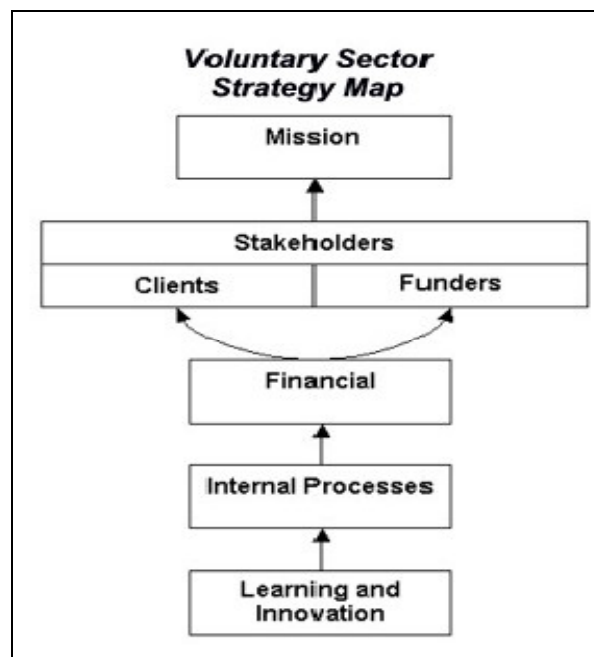 Voluntary Sector
Strategy Map
Mission
Stakeholders
Clients
Funders
Financial
Internal Processes
Learning and
Innovation